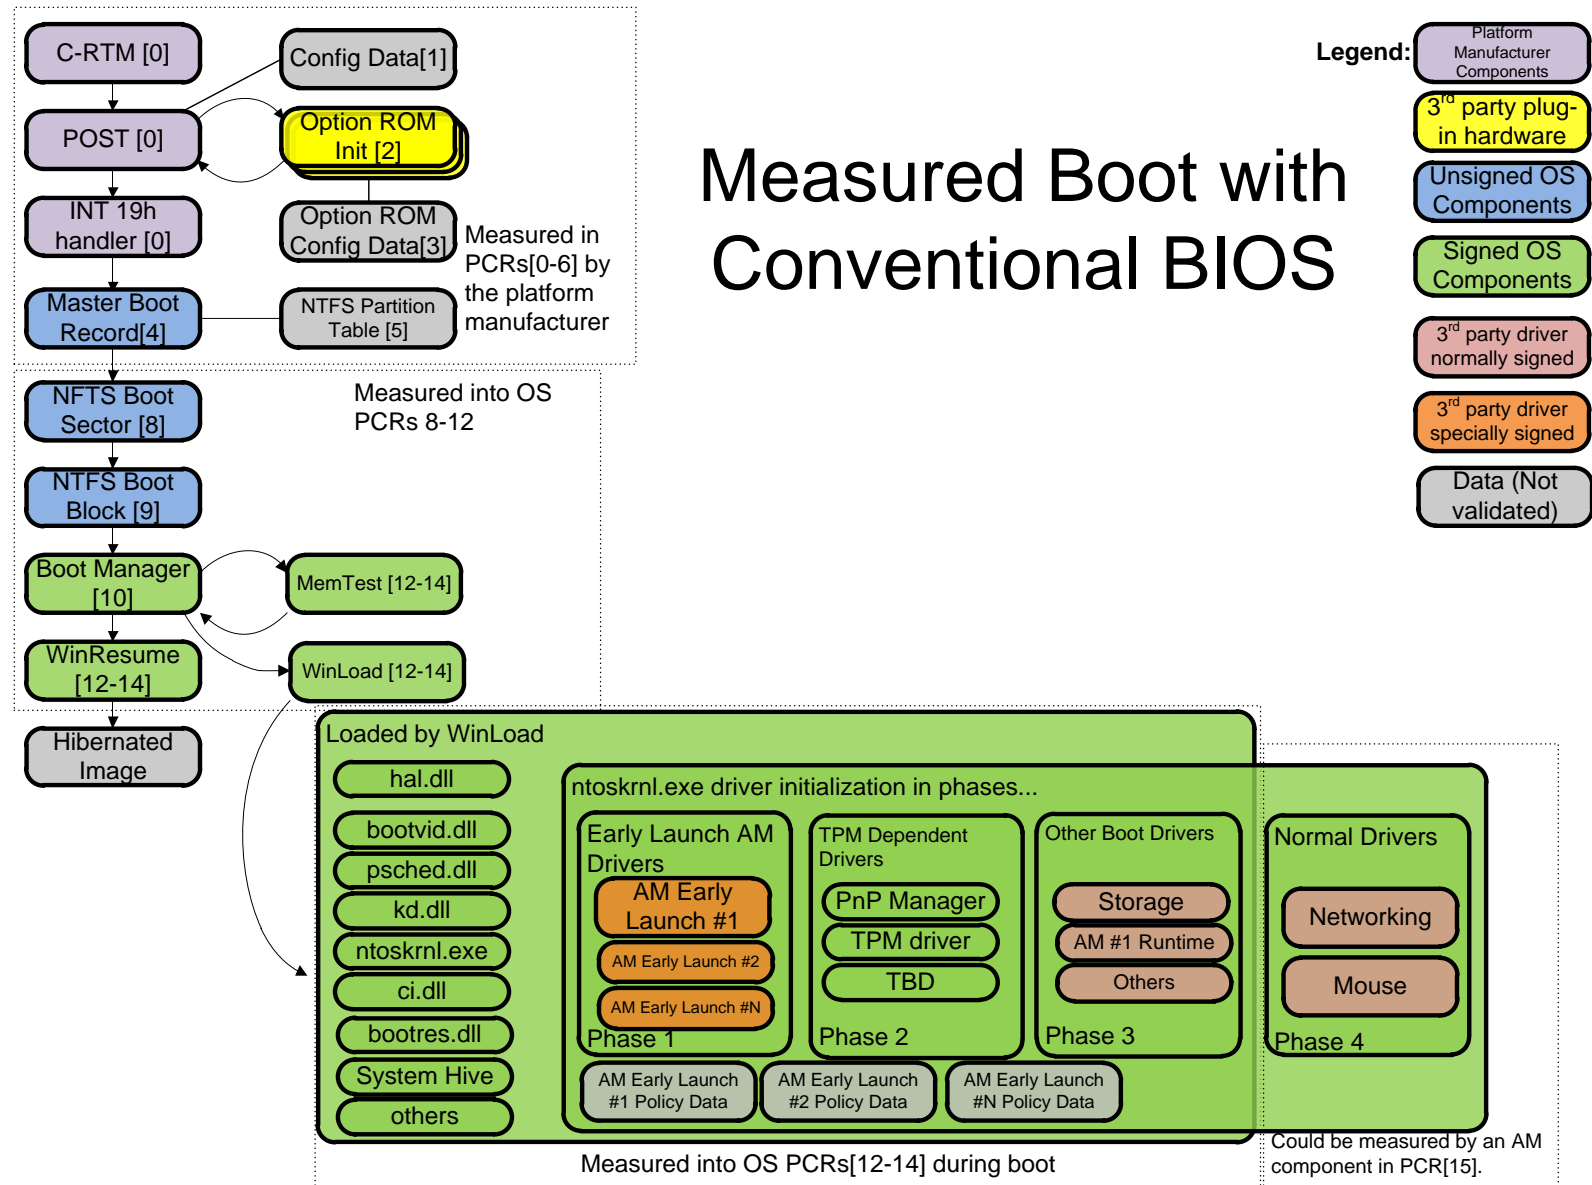 C-RTM [0]
Config Data[1]
POST [0]
Option ROM
Init [2]
INT 19h
handler [0]
Option ROM
Config Data[3]
Measured in
PCRs[0-6] by
the platform
manufacturer
Master Boot
Record[4]
NTFS Partition
Table [5]
Measured Boot with
Conventional BIOS
Legend:
Platform
Manufacturer
Components
3rd party plug-
in hardware
Unsigned OS
Components
Signed OS
Components
3rd party driver
normally signed
3rd party driver
specially signed
Data (Not
validated)
NFTS Boot
Sector [8]
Measured into OS
PCRs 8-12
NTFS Boot
Block [9]
Boot Manager
[10]
MemTest [12-14]
WinResume
[12-14]
WinLoad [12-14]
Hibernated
Image
Loaded by WinLoad
hal.dll
bootvid.dll
psched.dll
kd.dll
ntoskrnl.exe
ci.dll
bootres.dll
System Hive
others
ntoskrnl.exe driver initialization in phases...
Early Launch AM
Drivers
AM Early
Launch #1
AM Early Launch #2
AM Early Launch #N
Phase 1
TPM Dependent
Drivers
PnP Manager
TPM driver
TBD
Phase 2
Other Boot Drivers
Storage
AM #1 Runtime
Others
Phase 3
Normal Drivers
Networking
Mouse
Phase 4
AM Early Launch
#1 Policy Data
AM Early Launch
#2 Policy Data
AM Early Launch
#N Policy Data
Measured into OS PCRs[12-14] during boot
Could be measured by an AM
component in PCR[15].